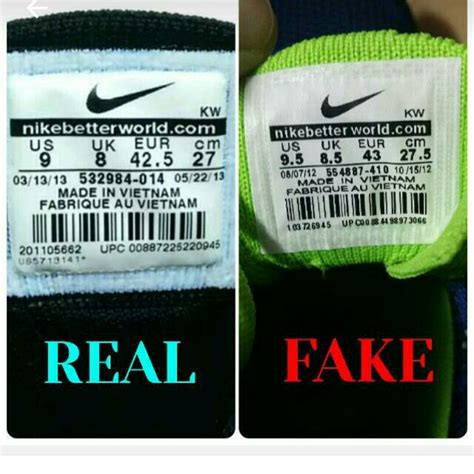 KW
nikebetterworld.com
US UK EUR cm
9 8 42.5 27
03/13/13 532984-014 05/22/13
MADE IN VIETNAM
FABRIQUE AU VIETNAM
201105662 UPC 00887225220945
REAL
KW
nikebetterworld.com
US UK EUR cm
9.5 8.5 43 27.5
08/07/12 554887-410 10/15/12
MADE IN VIETNAM
FABRIQUE AU VIETNAM
FAKE